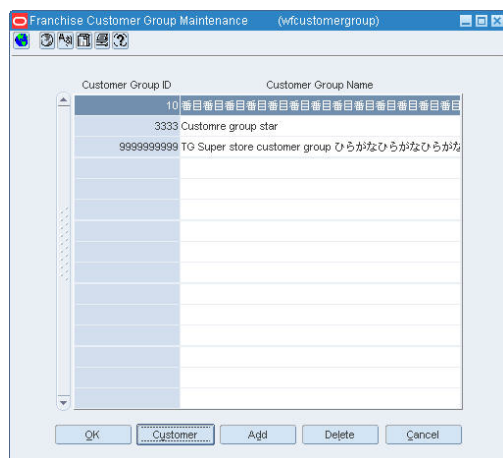 Franchise Customer Group Maintenance (wfcustomergroup)
Customer Group ID Customer Group Name
10 番目番目番目番目番目番目番目番目番目番目番目番目番目
3333 Customre group star
9999999999 TG Super store customer group ひらがなひらがなひらがな
OK Customer Add Delete Cancel